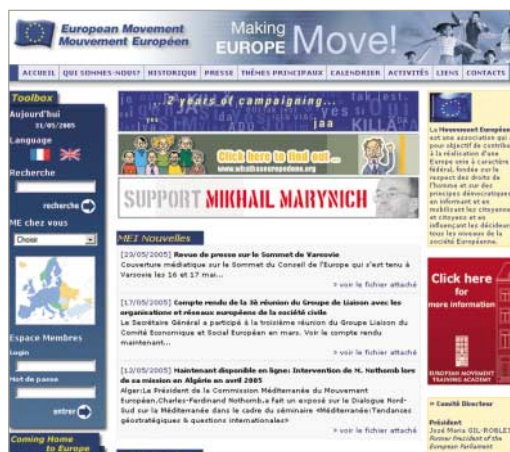 European Movement
Mouvement Européen
Making
EUROPE Move!
ACCUEIL QUI SOMMES-NOUS? HISTORIQUE PRESSE THÈMES PRINCIPAUX CALENDRIER ACTIVITÉS LIENS CONTACTS
Toolbox
Aujourd'hui
31/05/2005
Language
Recherche
recherche
ME chez vous
Choisir
Espace Membres
Login
Mot de passe
entrer
Coming Home
to Europe
...2 years of campaigning...
yes
jaa
Click here to find out ...
SUPPORT MIKHAIL MARYNICH
MEI Nouvelles
[23/05/2005] Revue de presse sur le Sommet de Varsovie
Couverture médiatique sur le Sommet du Conseil de l'Europe qui s'est tenu à
Varsovie les 16 et 17 mai...
» voir le fichier attaché
[17/05/2005] Compte rendu de la 3è réunion du Groupe de Liaison avec les
organisations et réseaux européens de la société civile
Le Secrétaire Général a participé à la troisième réunion du Groupe Liaison du
Comité Economique et Social Européen en mars. Voir le compte rendu
maintenant...
» voir le fichier attaché
[12/05/2005] Maintenant disponible en ligne: Intervention de M. Nothomb lors
de sa mission en Algérie en avril 2005
Alger:Le Président de la Commission Méditerranée du Mouvement
Européen,Charles-Ferdinand Nothomb,a fait un exposé sur le Dialogue Nord-
Sud sur la Méditerranée dans le cadre du séminaire «Méditerranée:Tendances
géostratégiques & questions internationales»
» voir le fichier attaché
Le Mouvement Européen
est une association qui a
pour objectif de contribuer
à la réalisation d'une
Europe unie à caractère
fédéral, fondée sur le
respect des droits de
l'Homme et sur des
principes démocratiques
en informant et en
mobilisant les citoyennes
et citoyens et en
influençant les décideurs
tous les niveaux de la
société Européenne.
Click here
for
more information
EUROPEAN MOVEMENT
TRAINING ACADEMY
» Comité Directeur
Président
José María GIL-ROBLES
Former President of the
European Parliament